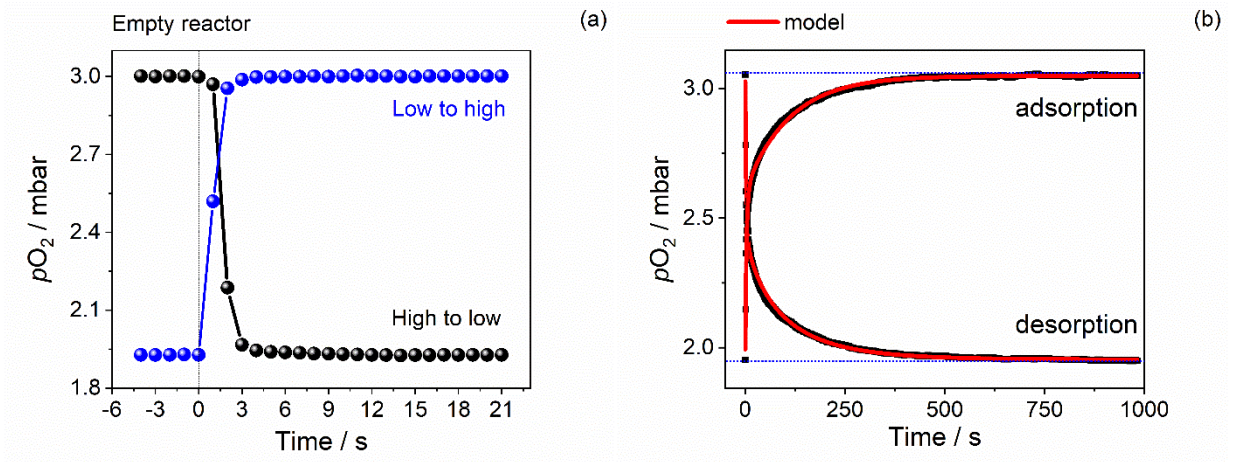 Empty reactor
(a)
3.0
2.7
2.4
2.1
1.8
pO₂ / mbar
Low to high
High to low
-6 -3 0 3 6 9 12 15 18 21
Time / s
model
(b)
3.0
2.5
2.0
pO₂ / mbar
adsorption
desorption
0 250 500 750 1000
Time / s